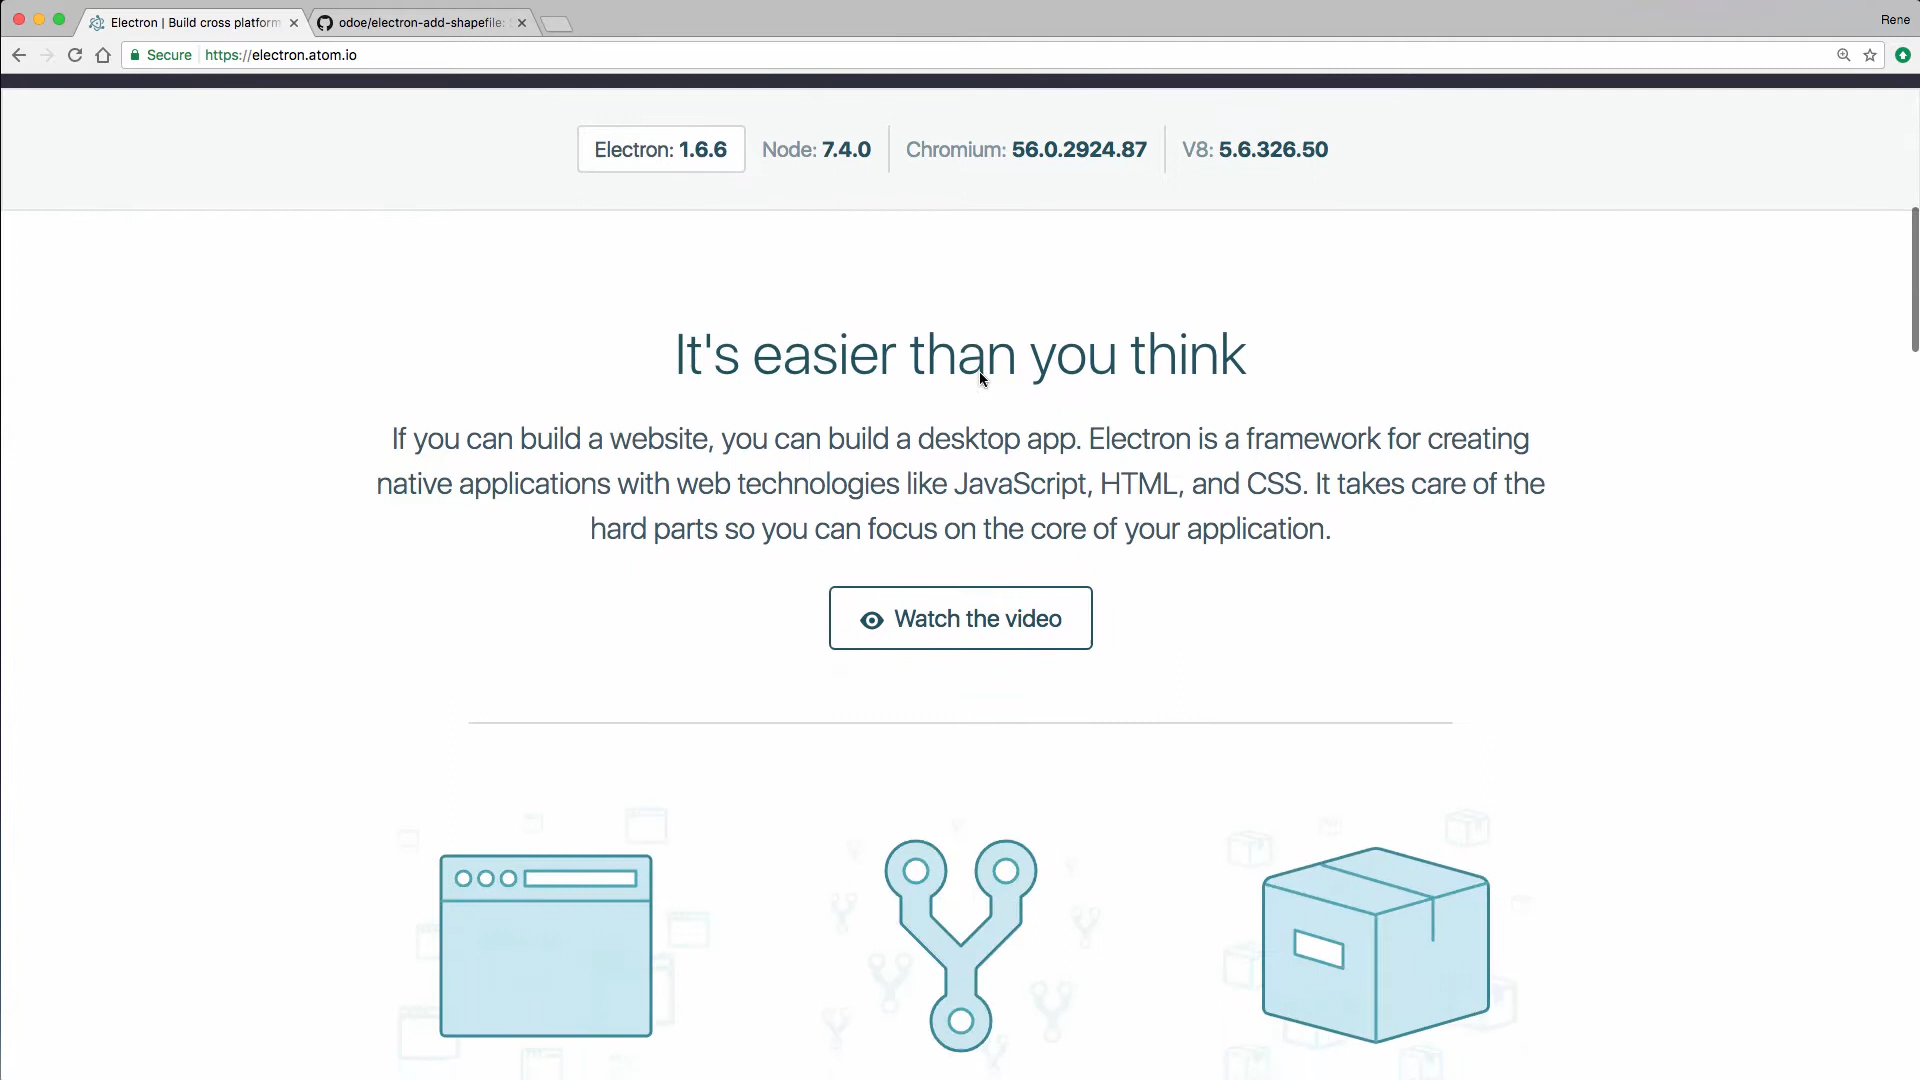 Electron | Build cross platform
odoe/electron-add-shapefile:
Rene
Secure
https://electron.atom.io
Electron: 1.6.6
Node: 7.4.0
Chromium: 56.0.2924.87
V8: 5.6.326.50
It's easier than you think
If you can build a website, you can build a desktop app. Electron is a framework for creating
native applications with web technologies like JavaScript, HTML, and CSS. It takes care of the
hard parts so you can focus on the core of your application.
Watch the video